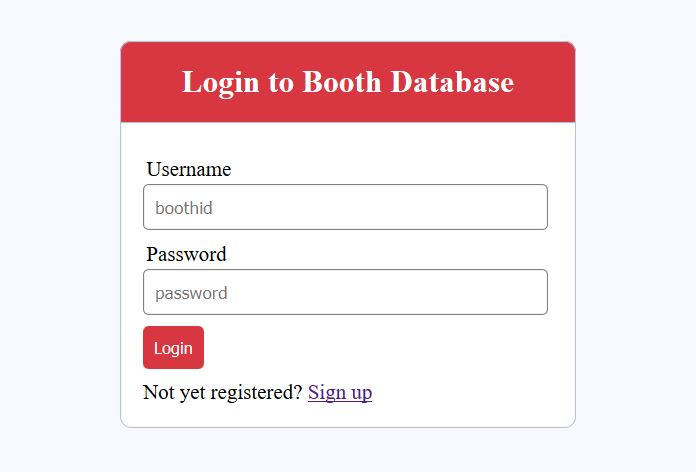 Login to Booth Database
Username
boothid
Password
password
Login
Not yet registered? Sign up